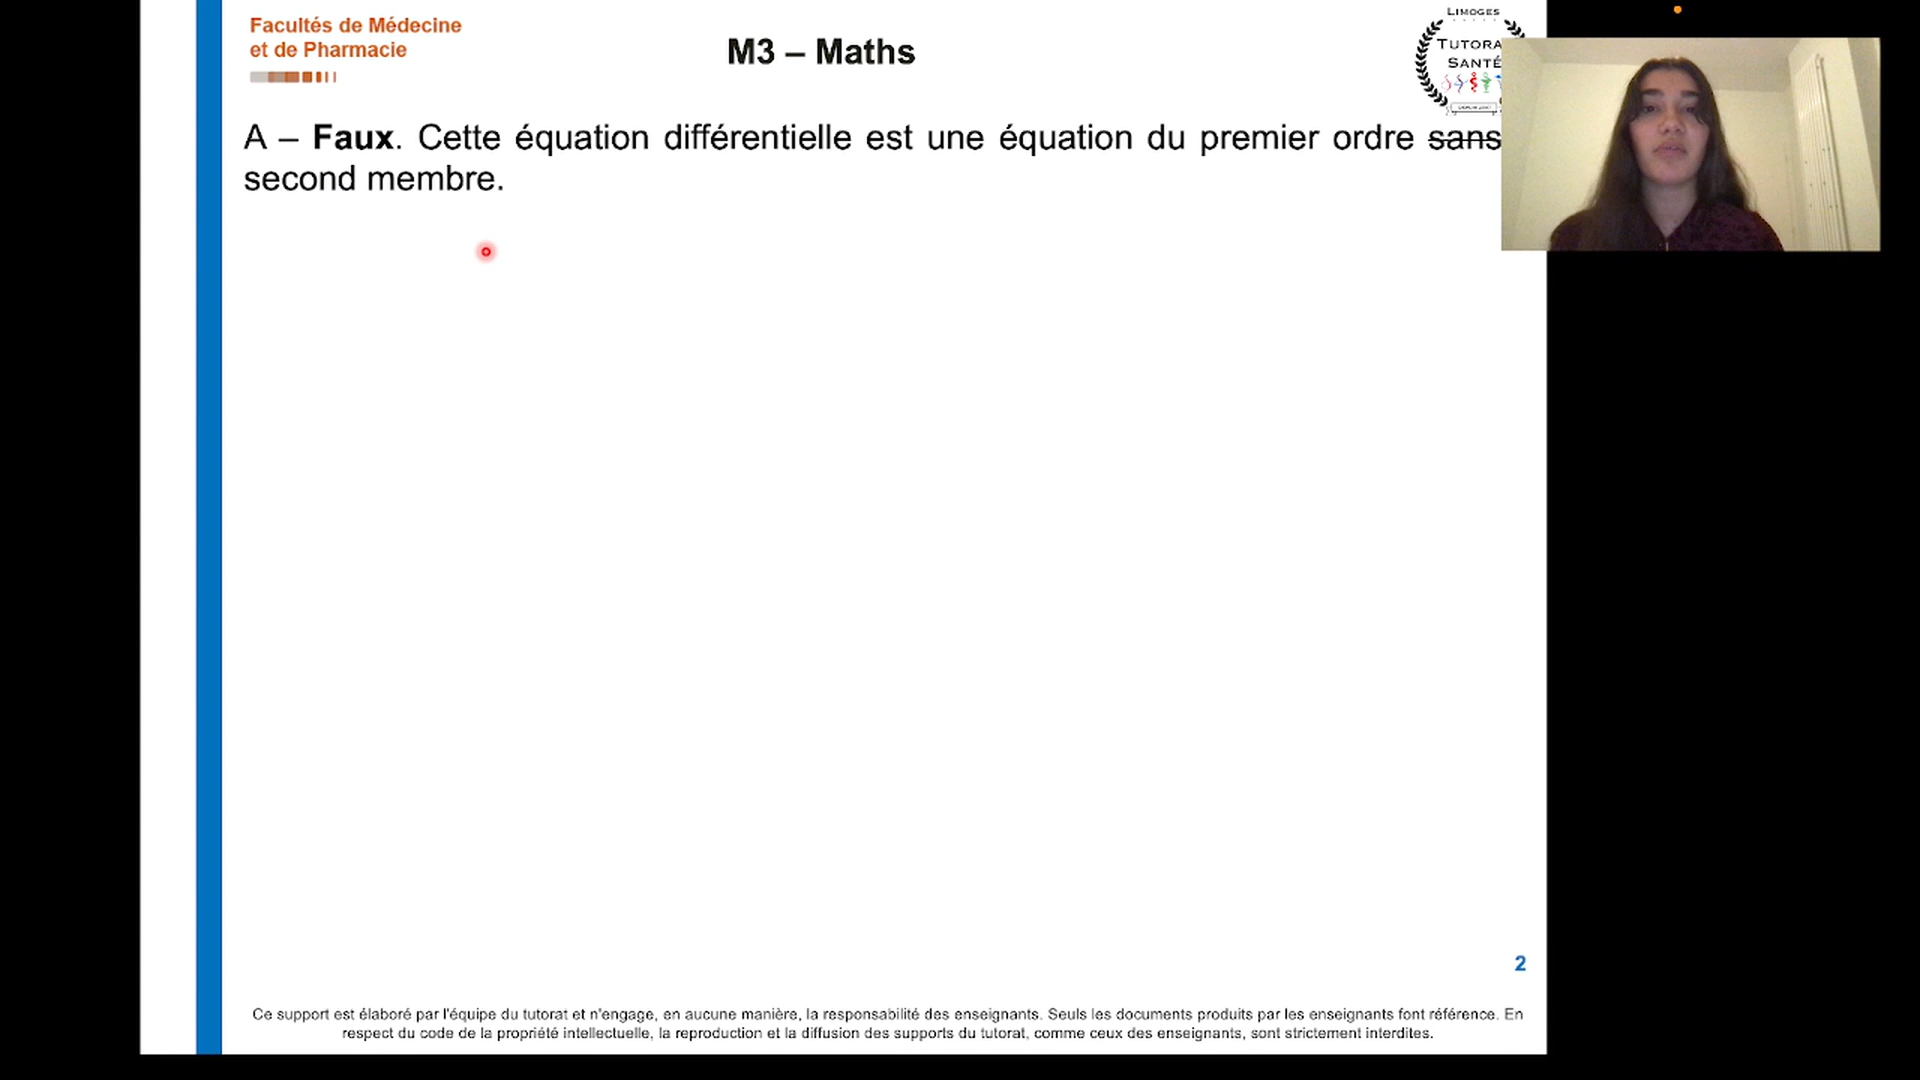 Facultés de Médecine
et de Pharmacie
M3 – Maths
LIMOGES
TUTORA
SANTÉ
A – Faux. Cette équation différentielle est une équation du premier ordre sans
second membre.
2
Ce support est élaboré par l'équipe du tutorat et n'engage, en aucune manière, la responsabilité des enseignants. Seuls les documents produits par les enseignants font référence. En
respect du code de la propriété intellectuelle, la reproduction et la diffusion des supports du tutorat, comme ceux des enseignants, sont strictement interdites.